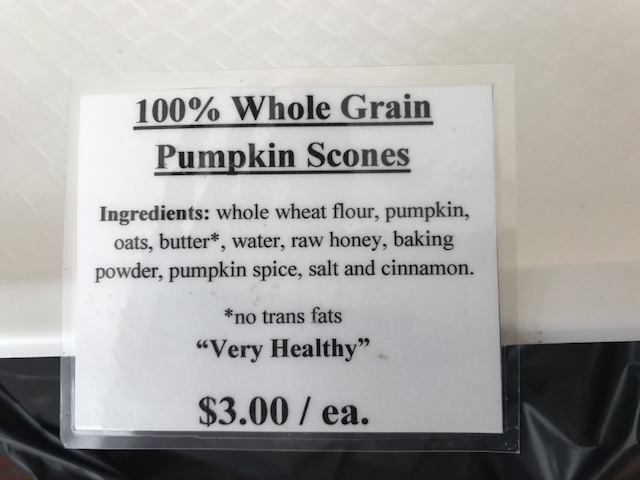 100% Whole Grain
Pumpkin Scones
Ingredients: whole wheat flour, pumpkin,
oats, butter*, water, raw honey, baking
powder, pumpkin spice, salt and cinnamon.
*no trans fats
“Very Healthy”
$3.00 / ea.